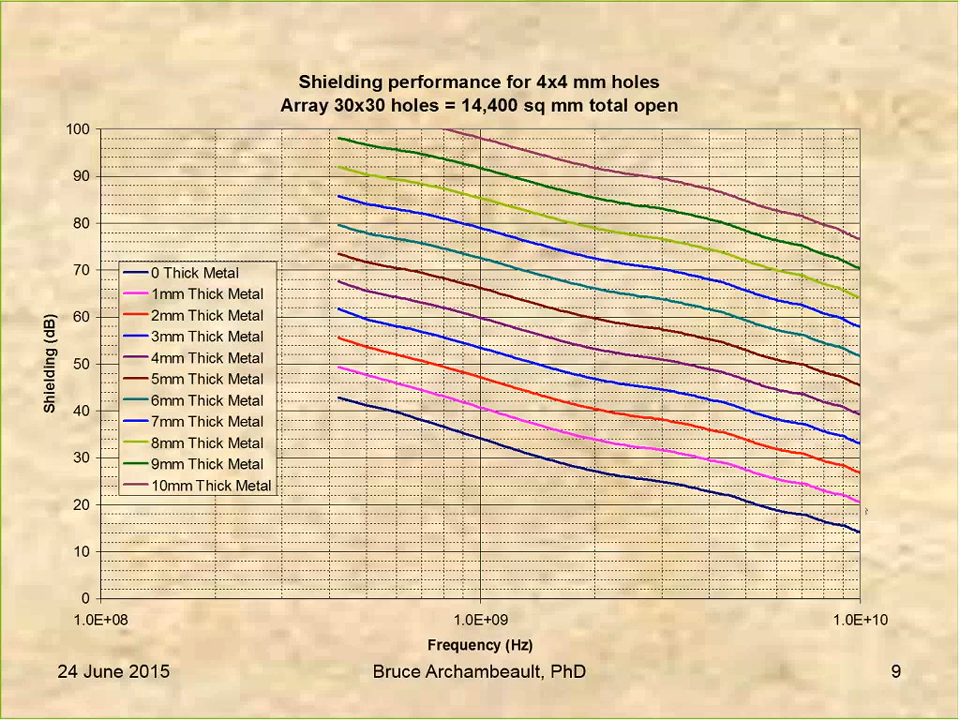 Shielding performance for 4x4 mm holes
Array 30x30 holes = 14,400 sq mm total open
100
90
80
70
60
50
40
30
20
10
0
Shielding (dB)
0 Thick Metal
1mm Thick Metal
2mm Thick Metal
3mm Thick Metal
4mm Thick Metal
5mm Thick Metal
6mm Thick Metal
7mm Thick Metal
8mm Thick Metal
9mm Thick Metal
10mm Thick Metal
1.0E+08
1.0E+09
1.0E+10
Frequency (Hz)
24 June 2015
Bruce Archambeault, PhD
9